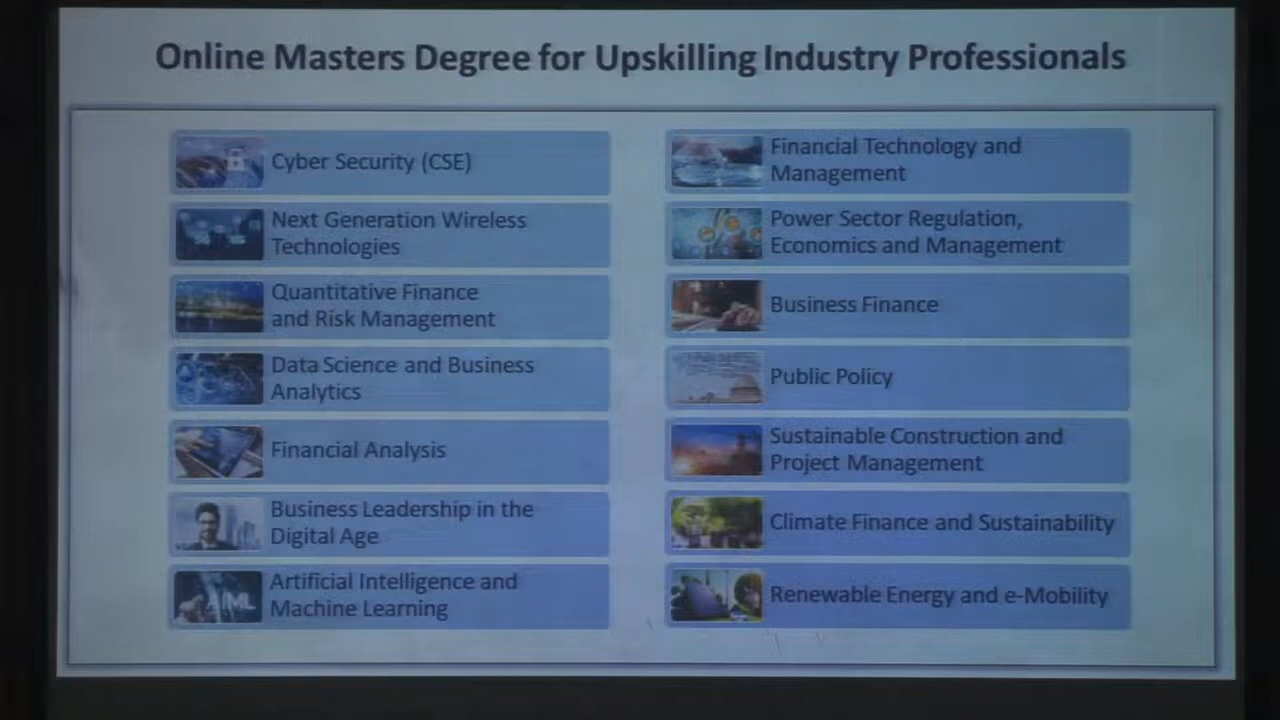 Online Masters Degree for Upskilling Industry Professionals
Cyber Security (CSE)
Next Generation Wireless
Technologies
Quantitative Finance
and Risk Management
Data Science and Business
Analytics
Financial Analysis
Business Leadership in the
Digital Age
Artificial Intelligence and
Machine Learning
Financial Technology and
Management
Power Sector Regulation,
Economics and Management
Business Finance
Public Policy
Sustainable Construction and
Project Management
Climate Finance and Sustainability
Renewable Energy and e-Mobility